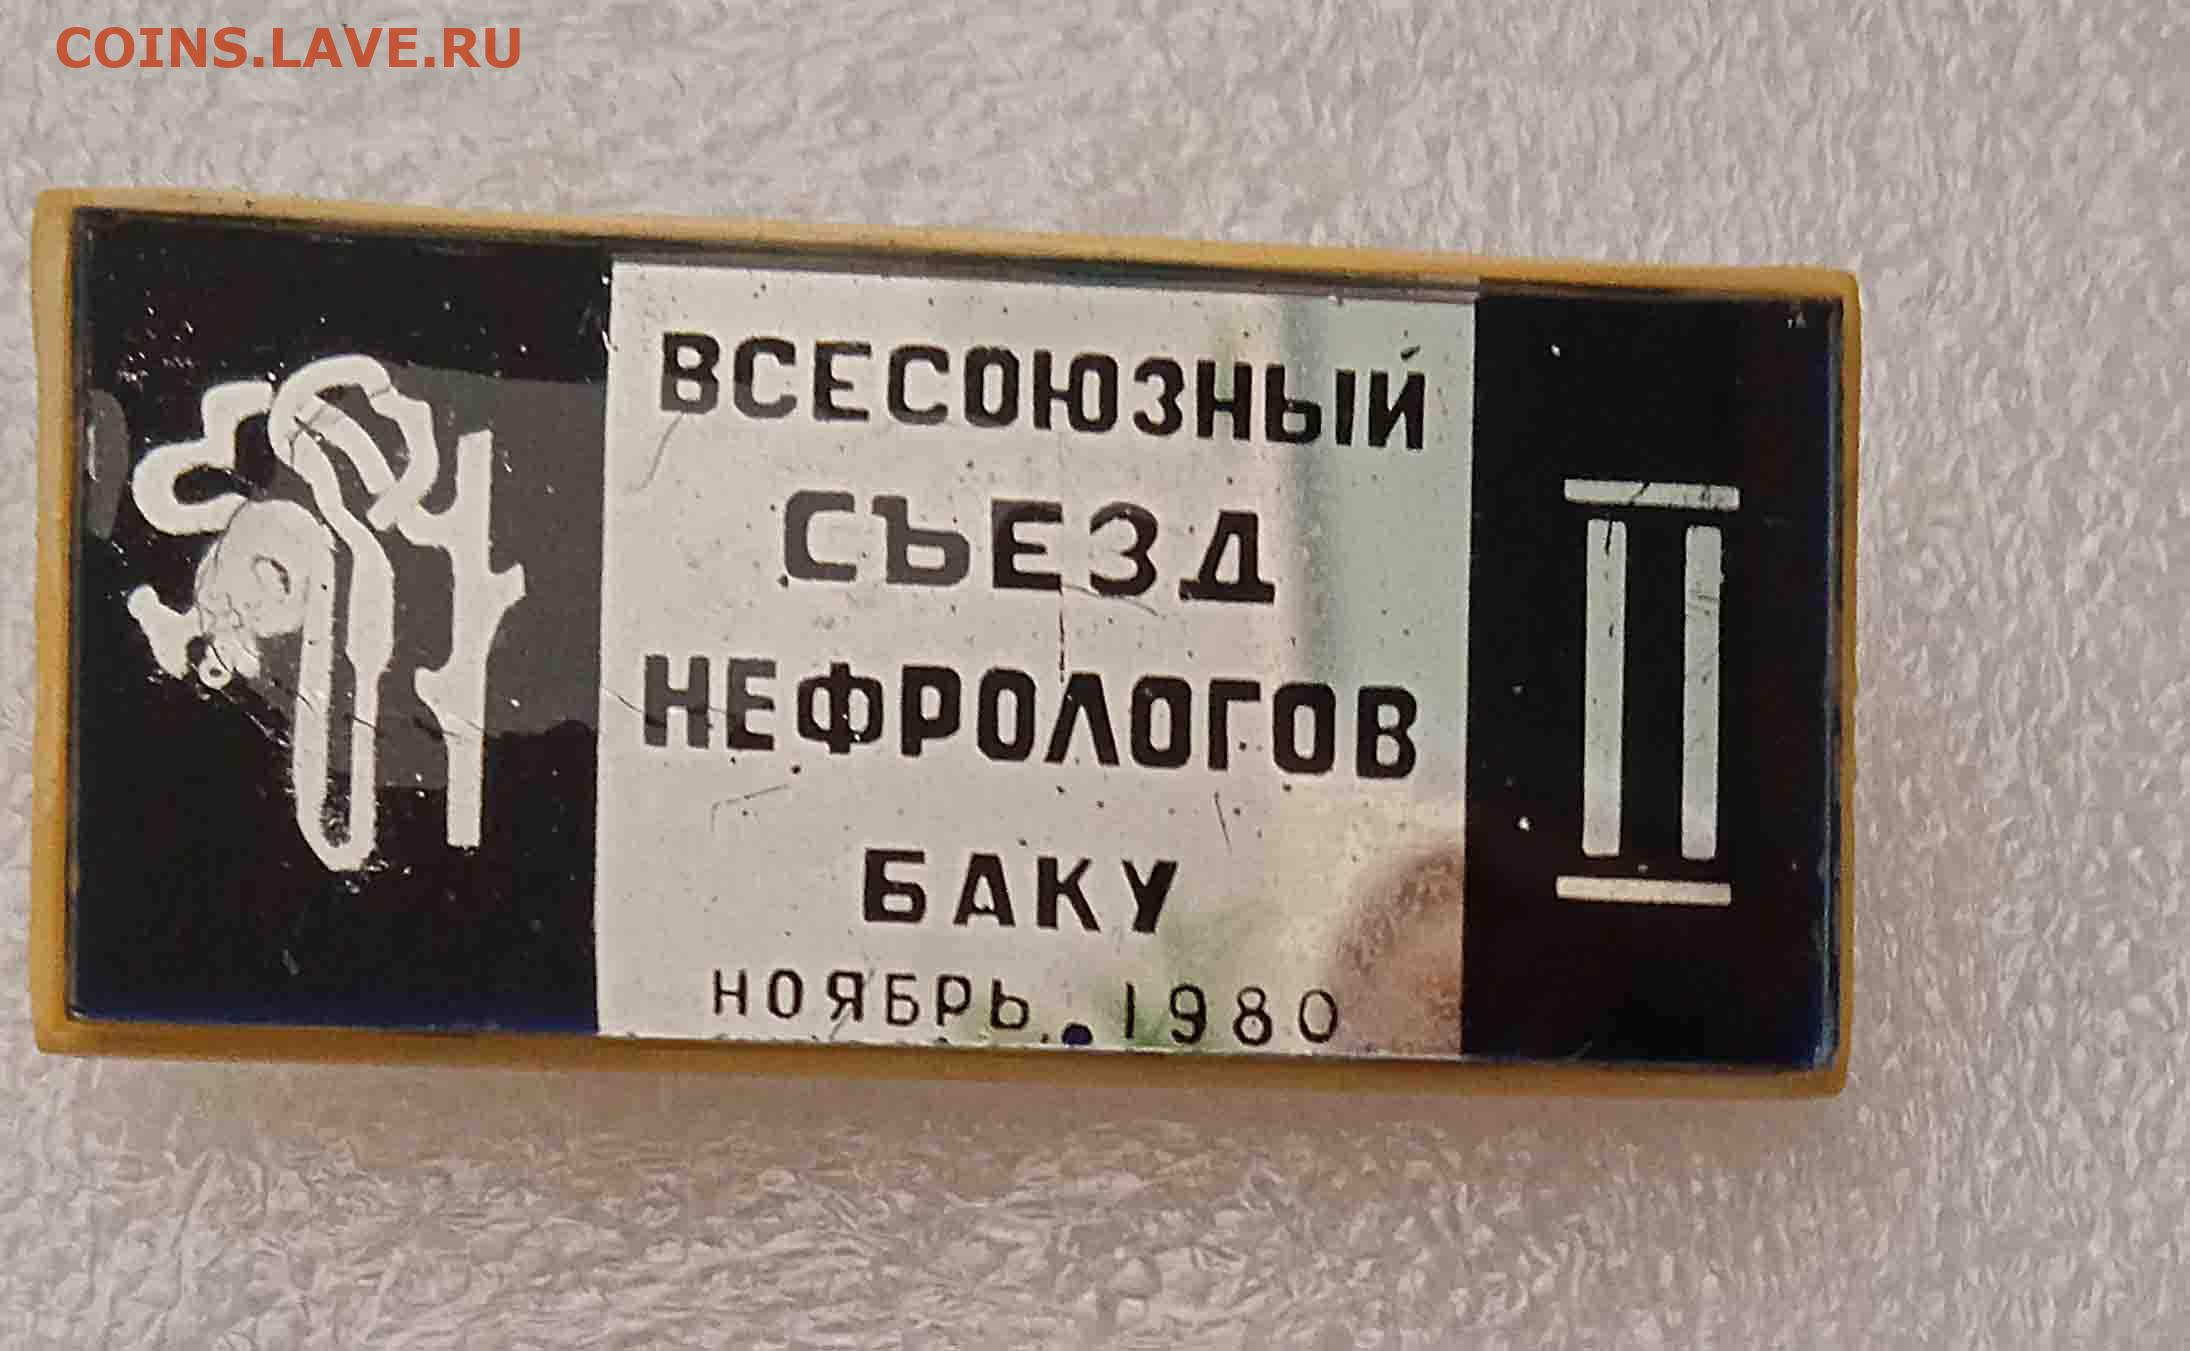 COINS.LAVE.RU
ВСЕСОЮЗНЫЙ
СЪЕЗД
НЕФРОЛОГОВ
БАКУ
НОЯБРЬ.1980
II